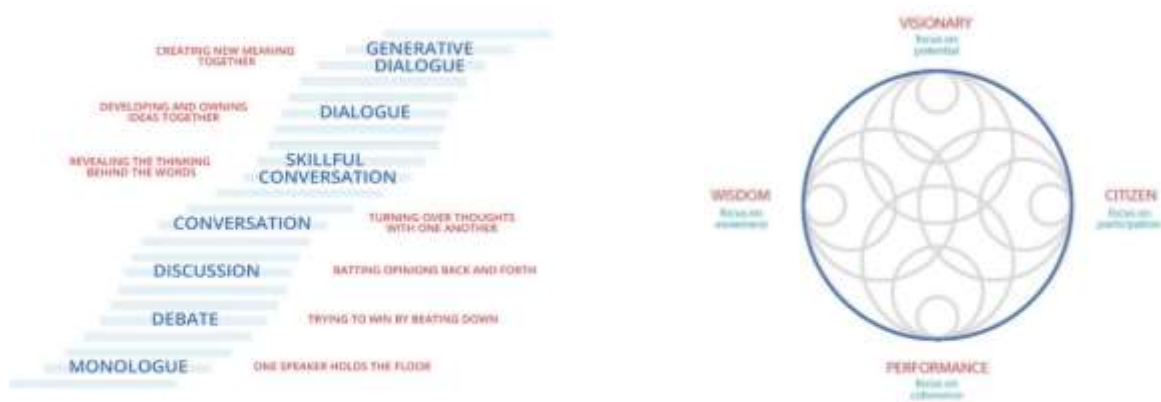 CREATING NEW MEANING
TOGETHER
GENERATIVE
DIALOGUE
DEVELOPING AND OWNING
IDEAS TOGETHER
DIALOGUE
REVEALING THE THINKING
BEHIND THE WORDS
SKILLFUL
CONVERSATION
CONVERSATION
TURNING OVER THOUGHTS
WITH ONE ANOTHER
DISCUSSION
BATTING OPINIONS BACK AND FORTH
DEBATE
TRYING TO WIN BY BEATING DOWN
MONOLOGUE
ONE SPEAKER HOLDS THE FLOOR
VISIONARY
focus on
potential
WISDOM
focus on
CITIZEN
focus on
participation
PERFORMANCE
focus on
coherence